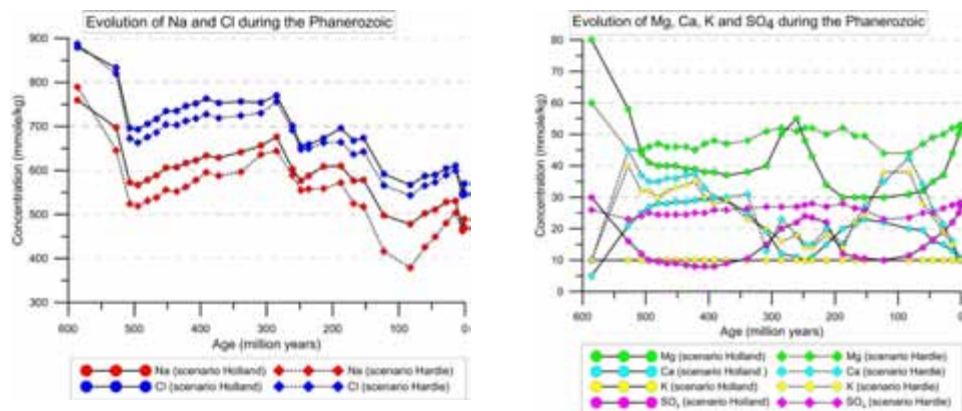 Evolution of Na and Cl during the Phanerozoic
900
800
700
600
500
400
300
Concentration (mmole/kg)
600 500 400 300 200 100 0
Age (million years)
Na (scenario Holland) Na (scenario Hardie)
Cl (scenario Holland) Cl (scenario Hardie)
Evolution of Mg, Ca, K and SO₄ during the Phanerozoic
80
70
60
50
40
30
20
10
0
Concentration (mmole/kg)
600 500 400 300 200 100 0
Age (million years)
Mg (scenario Holland) Mg (scenario Hardie)
Ca (scenario Holland ) Ca (scenario Hardie)
K (scenario Holland) K (scenario Hardie)
SO₄ (scenario Holland) SO₄ (scenario Hardie)